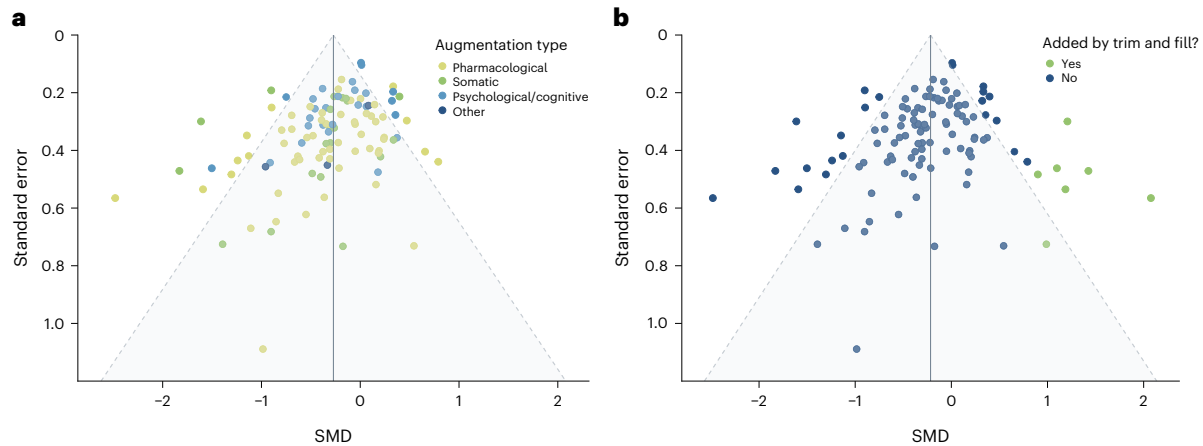 a
Augmentation type
Pharmacological
Somatic
Psychological/cognitive
Other
Standard error
0
0.2
0.4
0.6
0.8
1.0
−2
−1
0
1
2
SMD
b
Added by trim and fill?
Yes
No
Standard error
0
0.2
0.4
0.6
0.8
1.0
−2
−1
0
1
2
SMD